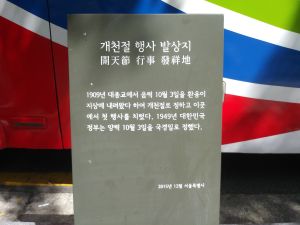 개천절 행사 발상지
開天節 行事 發祥地
1909년 대종교에서 음력 10월 3일을 환웅이
지상에 내려왔다 하여 개천절로 정하고 이곳
에서 첫 행사를 치렀다. 1949년 대한민국
정부는 양력 10월 3일을 국경일로 정했다.
2015년 12월 서울특별시